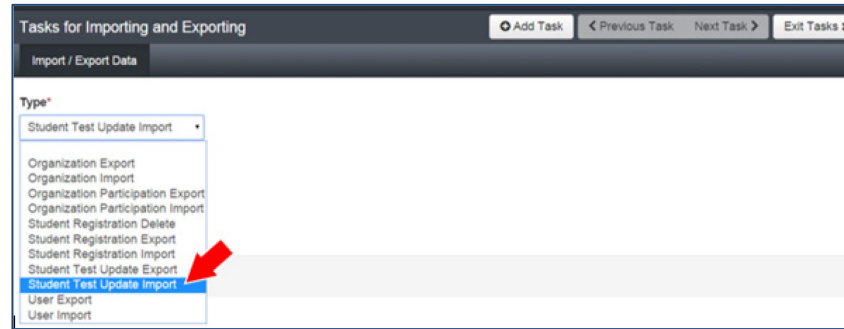 Tasks for Importing and Exporting
Add Task
Previous Task
Next Task
Exit Tasks
Import / Export Data
Type*
Student Test Update Import
Organization Export
Organization Import
Organization Participation Export
Organization Participation Import
Student Registration Delete
Student Registration Export
Student Registration Import
Student Test Update Export
Student Test Update Import
User Export
User Import